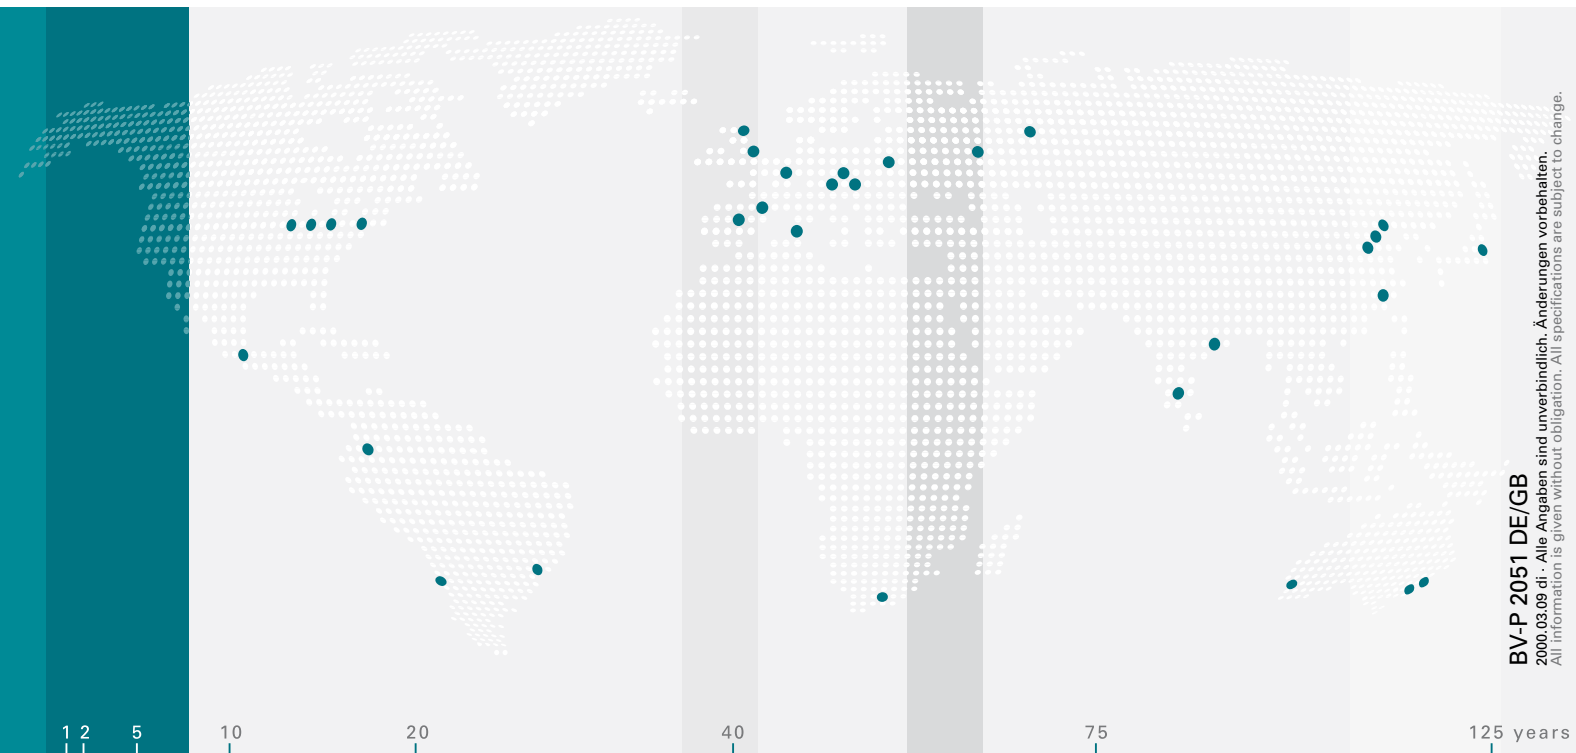 BV-P 2051 DE/GB
2000.03.09 di · Alle Angaben sind unverbindlich. Änderungen vorbehalten.
All information is given without obligation. All specifications are subject to change.
1 2 5 10 20 40 75 125 years